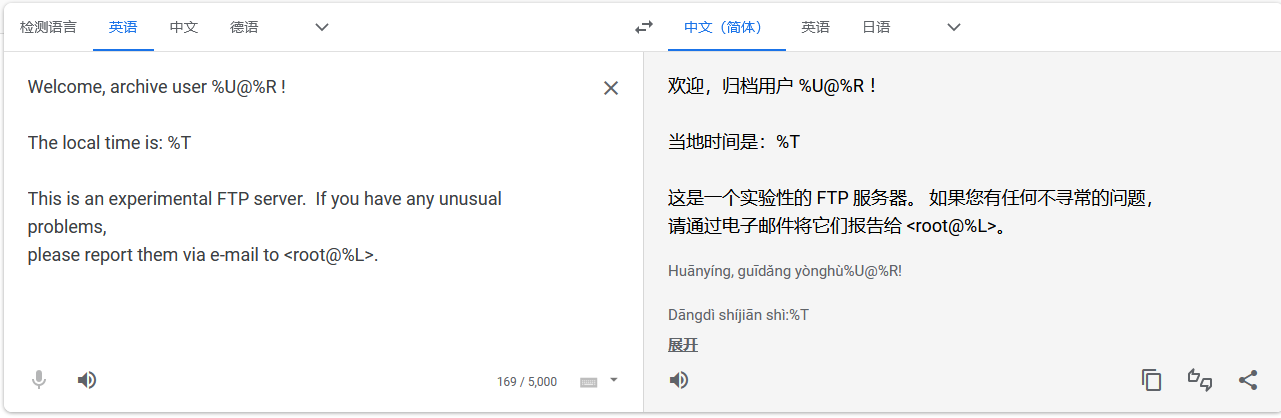 检测语言 英语 中文 德语
中文（简体） 英语 日语
Welcome, archive user %U@%R !
The local time is: %T
This is an experimental FTP server.  If you have any unusual
problems,
please report them via e-mail to <root@%L>.
169 / 5,000
欢迎，归档用户 %U@%R！
当地时间是：%T
这是一个实验性的 FTP 服务器。 如果您有任何不寻常的问题，
请通过电子邮件将它们报告给 <root@%L>。
Huānyíng, guīdǎng yònghù%U@%R!
Dāngdì shíjiān shì:%T
展开